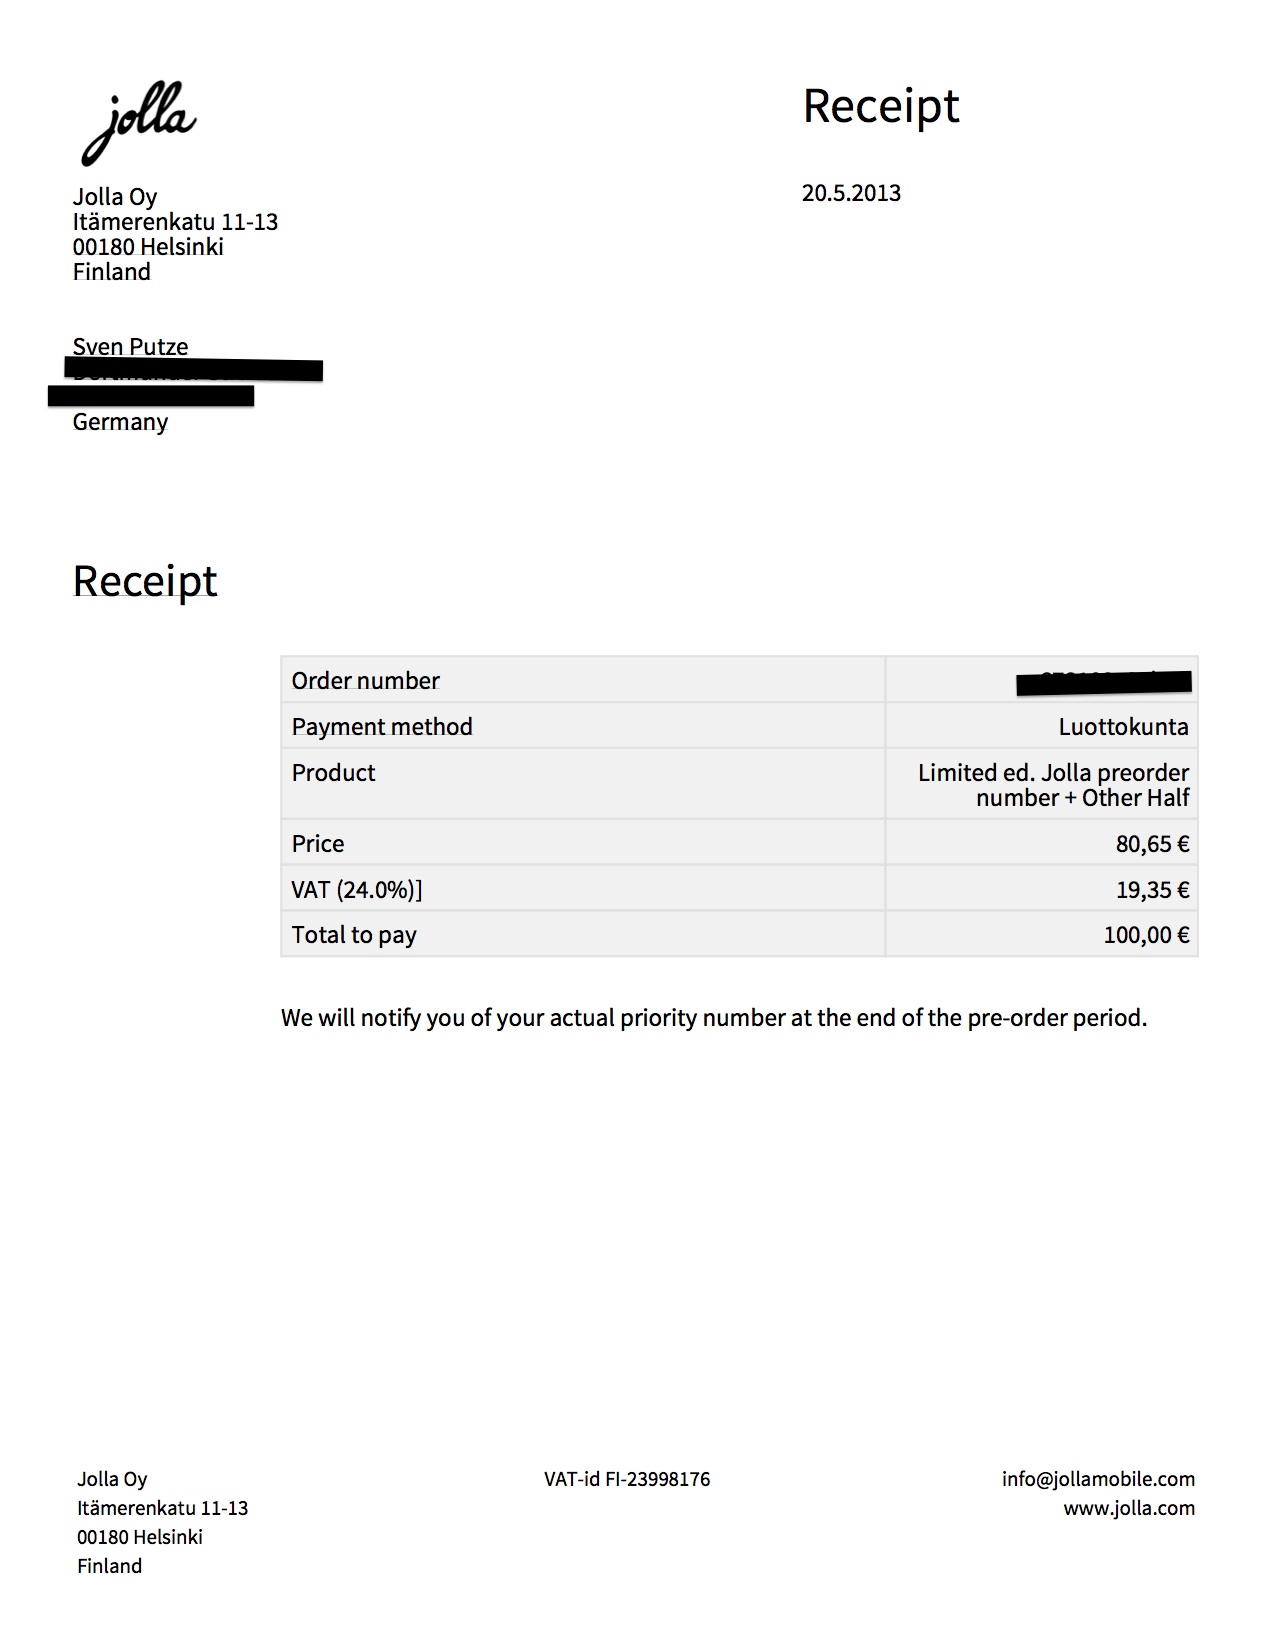 jolla
Receipt
20.5.2013
Jolla Oy
Itämerenkatu 11-13
00180 Helsinki
Finland
Sven Putze
Germany
Receipt
Order number
Payment method Luottokunta
Product Limited ed. Jolla preorder
number + Other Half
Price 80,65 €
VAT (24.0%)] 19,35 €
Total to pay 100,00 €
We will notify you of your actual priority number at the end of the pre-order period.
Jolla Oy VAT-id FI-23998176 info@jollamobile.com
Itämerenkatu 11-13 www.jolla.com
00180 Helsinki
Finland